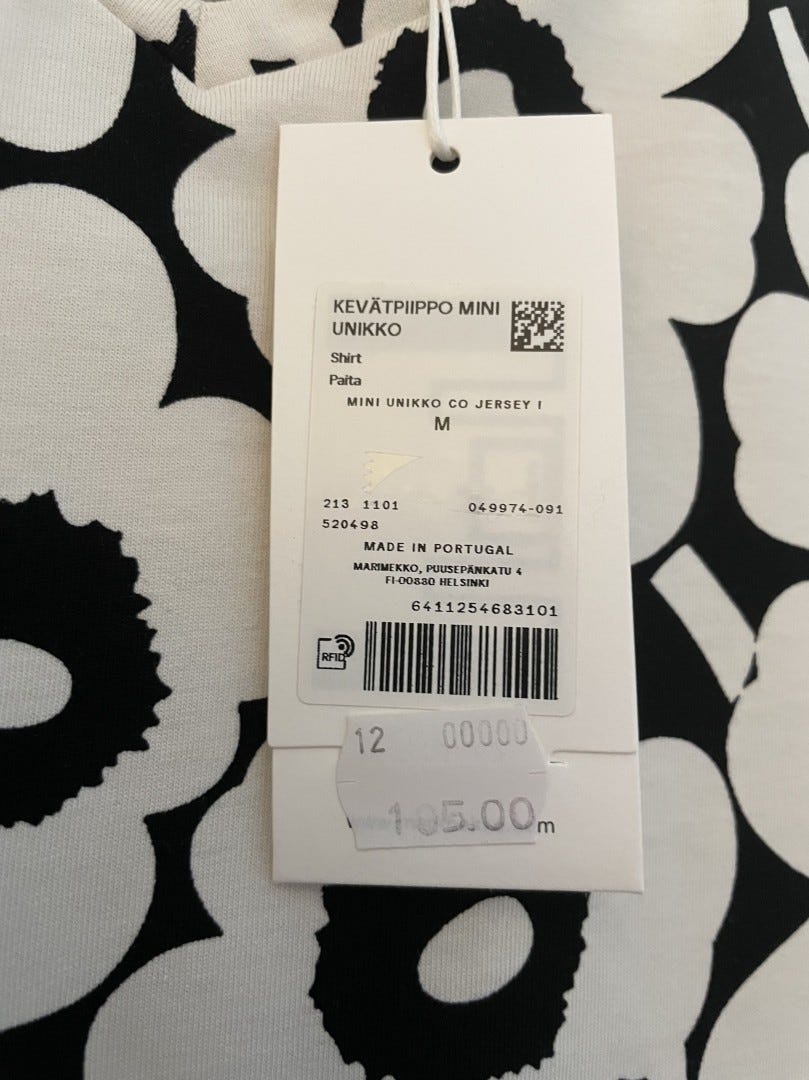 KEVÄTPIIPPO MINI
UNIKKO
Shirt
Paita
MINI UNIKKO CO JERSEY I
M
213 1101 049974-091
520498
MADE IN PORTUGAL
MARIMEKKO, PUUSEPÄNKATU 4
FI-00880 HELSINKI
6411254683101
RFID
12 00000
105.00
m